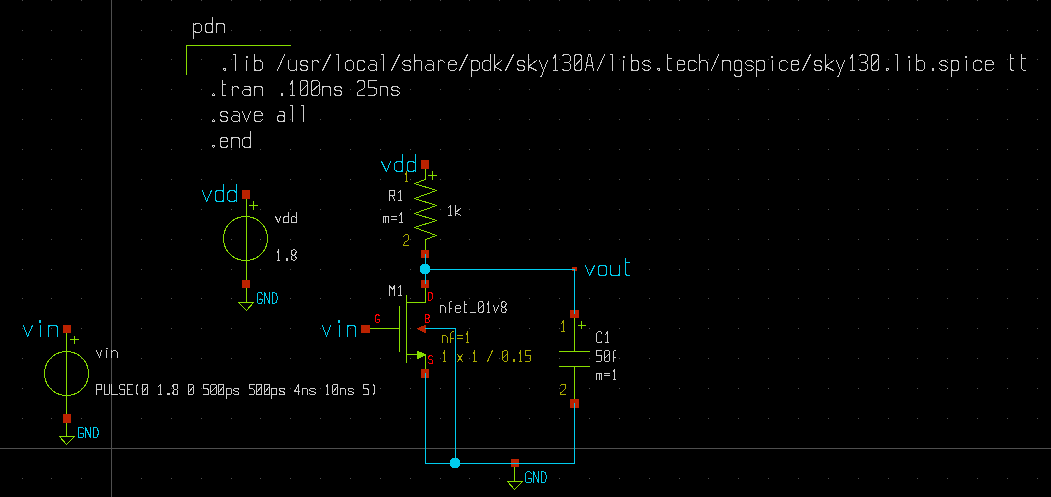 pdn
.lib /usr/local/share/pdk/sky130A/libs.tech/ngspice/sky130.lib.spice tt
.tran .100ns 25ns
.save all
.end
vdd
1
+
R1
1k
m=1
2
vdd
+
vdd
1.8
GND
vout
M1
D
nfet_01v8
vin
G
B
nf=1
1 x 1 / 0.15
S
1
+
C1
50f
m=1
2
vin
+
vin
PULSE(0 1.8 0 500ps 500ps 4ns 10ns 5)
GND
GND